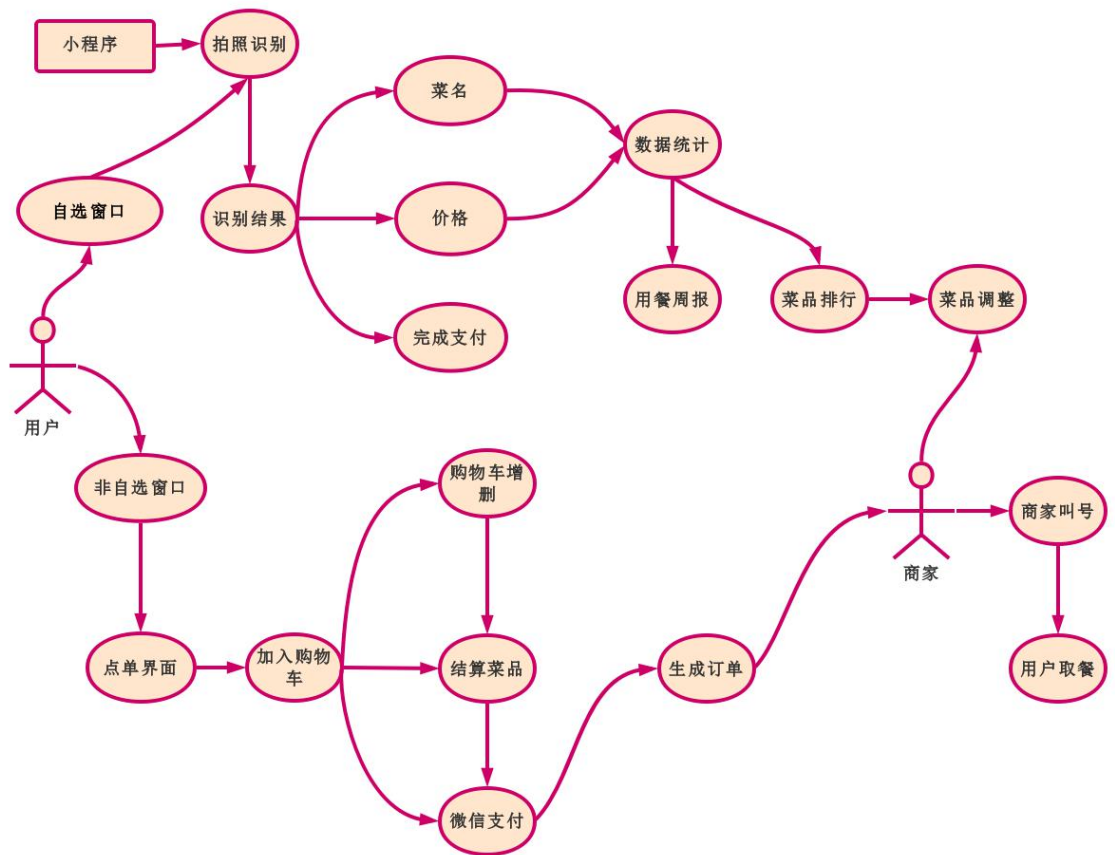 小程序
拍照识别
菜名
数据统计
自选窗口
识别结果
价格
用餐周报
菜品排行
菜品调整
完成支付
用户
非自选窗口
购物车增
删
商家叫号
商家
点单界面
加入购物
车
结算菜品
生成订单
用户取餐
微信支付